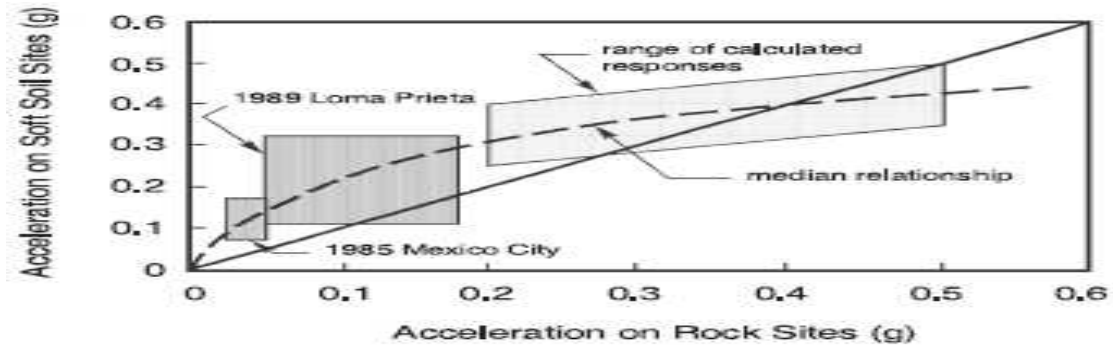 Acceleration on Soft Soil Sites (g)
0.6
0.5
0.4
0.3
0.2
0.1
0
range of calculated
responses
1989 Loma Prieta
median relationship
1985 Mexico City
0
0.1
0.2
0.3
0.4
0.5
0.6
Acceleration on Rock Sites (g)